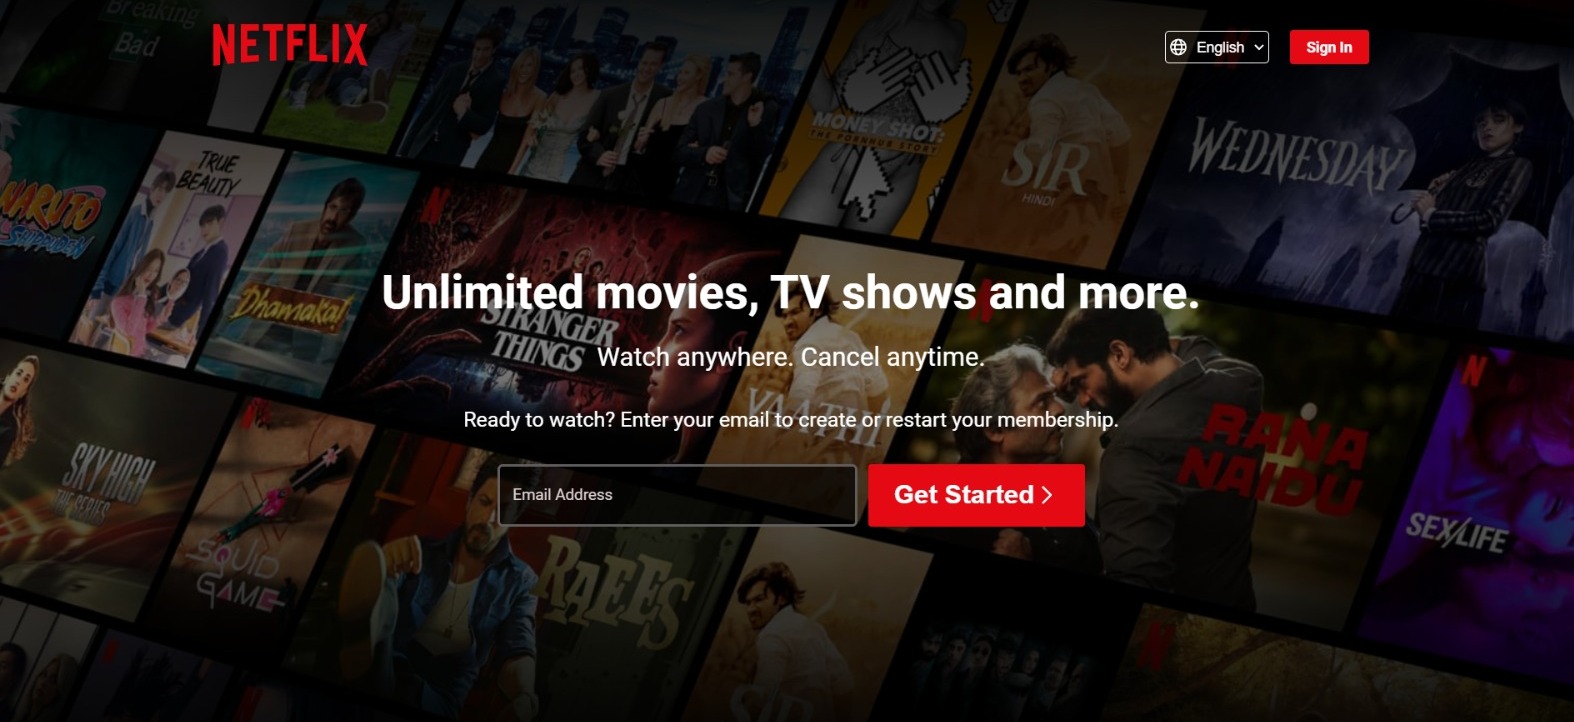 Breaking
Bad
NETFLIX
English
Sign In
MONEY SHOT:
THE PORNHUB STORY
SIR
HINDI
WEDNESDAY
TRUE
BEAUTY
NARUTO
SHIPPUDEN
Dhamaka!
N
Unlimited movies, TV shows and more.
STRANGER
THINGS
Watch anywhere. Cancel anytime.
VAATHI
Ready to watch? Enter your email to create or restart your membership.
RANA
NAIDU
N
SKY HIGH
THE SERIES
Email Address
Get Started
SEX/LIFE
SQUID
GAME
RAEES
SIR
N